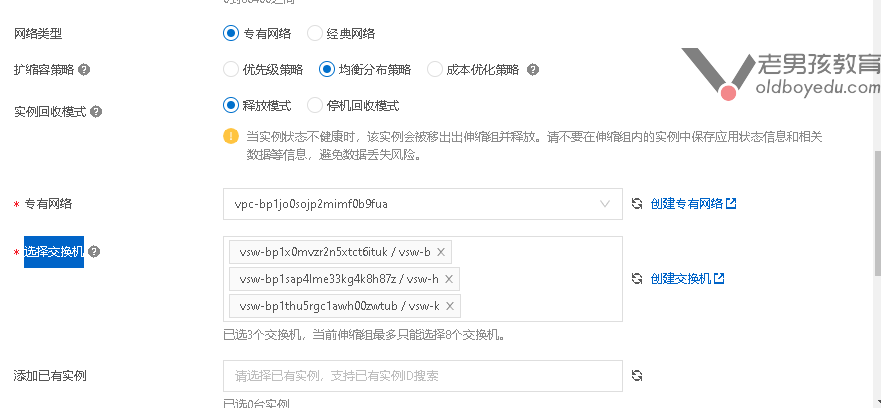 网络类型 专有网络 经典网络
扩缩容策略 优先级策略 均衡分布策略 成本优化策略
老男孩教育
oldboyedu.com
实例回收模式 释放模式 停机回收模式
当实例状态不健康时，该实例会被移出出伸缩组并释放。请不要在伸缩组内的实例中保存应用状态信息和相关
数据等信息，避免数据丢失风险。
* 专有网络 vpc-bp1jo0sojp2mimf0b9fua 创建专有网络
* 选择交换机 vsw-bp1x0mvzr2n5xtct6ituk / vsw-b
vsw-bp1sap4lme33kg4k8h87z / vsw-h 创建交换机
vsw-bp1thu5rgc1awh00zwtub / vsw-k
已选3个交换机，当前伸缩组最多只能选择8个交换机。
添加已有实例 请选择已有实例，支持已有实例ID搜索
已选0台实例